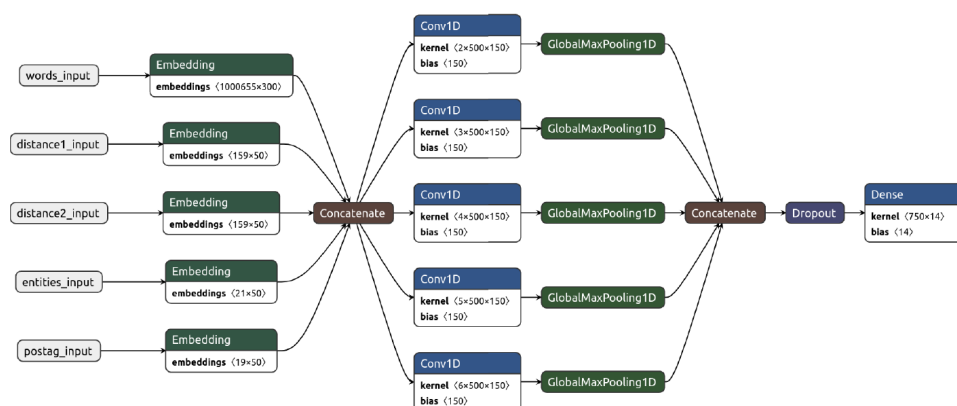 words_input
Embedding
embeddings ⟨1000655×300⟩
distance1_input
Embedding
embeddings ⟨159×50⟩
distance2_input
Embedding
embeddings ⟨159×50⟩
entities_input
Embedding
embeddings ⟨21×50⟩
postag_input
Embedding
embeddings ⟨19×50⟩
Concatenate
Conv1D
kernel ⟨2×500×150⟩
bias ⟨150⟩
GlobalMaxPooling1D
Conv1D
kernel ⟨3×500×150⟩
bias ⟨150⟩
GlobalMaxPooling1D
Conv1D
kernel ⟨4×500×150⟩
bias ⟨150⟩
GlobalMaxPooling1D
Conv1D
kernel ⟨5×500×150⟩
bias ⟨150⟩
GlobalMaxPooling1D
Conv1D
kernel ⟨6×500×150⟩
bias ⟨150⟩
GlobalMaxPooling1D
Concatenate
Dropout
Dense
kernel ⟨750×14⟩
bias ⟨14⟩